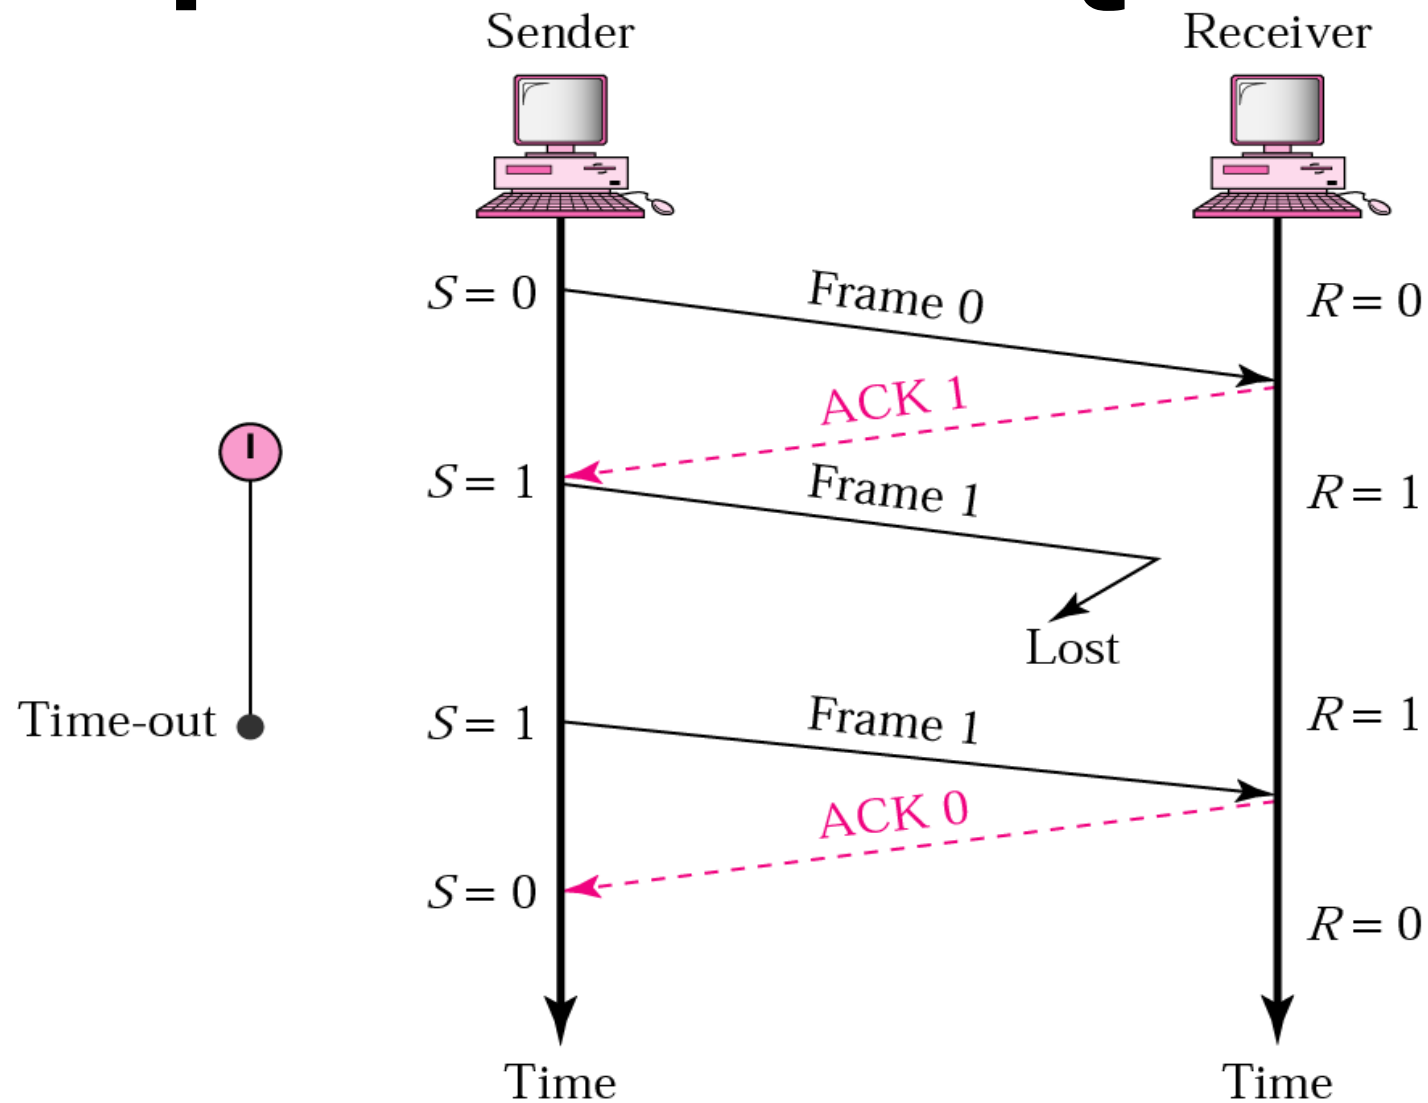 Sender
Receiver
S = 0
Frame 0
R = 0
ACK 1
S = 1
Frame 1
R = 1
Lost
Time-out
S = 1
Frame 1
R = 1
ACK 0
S = 0
R = 0
Time
Time